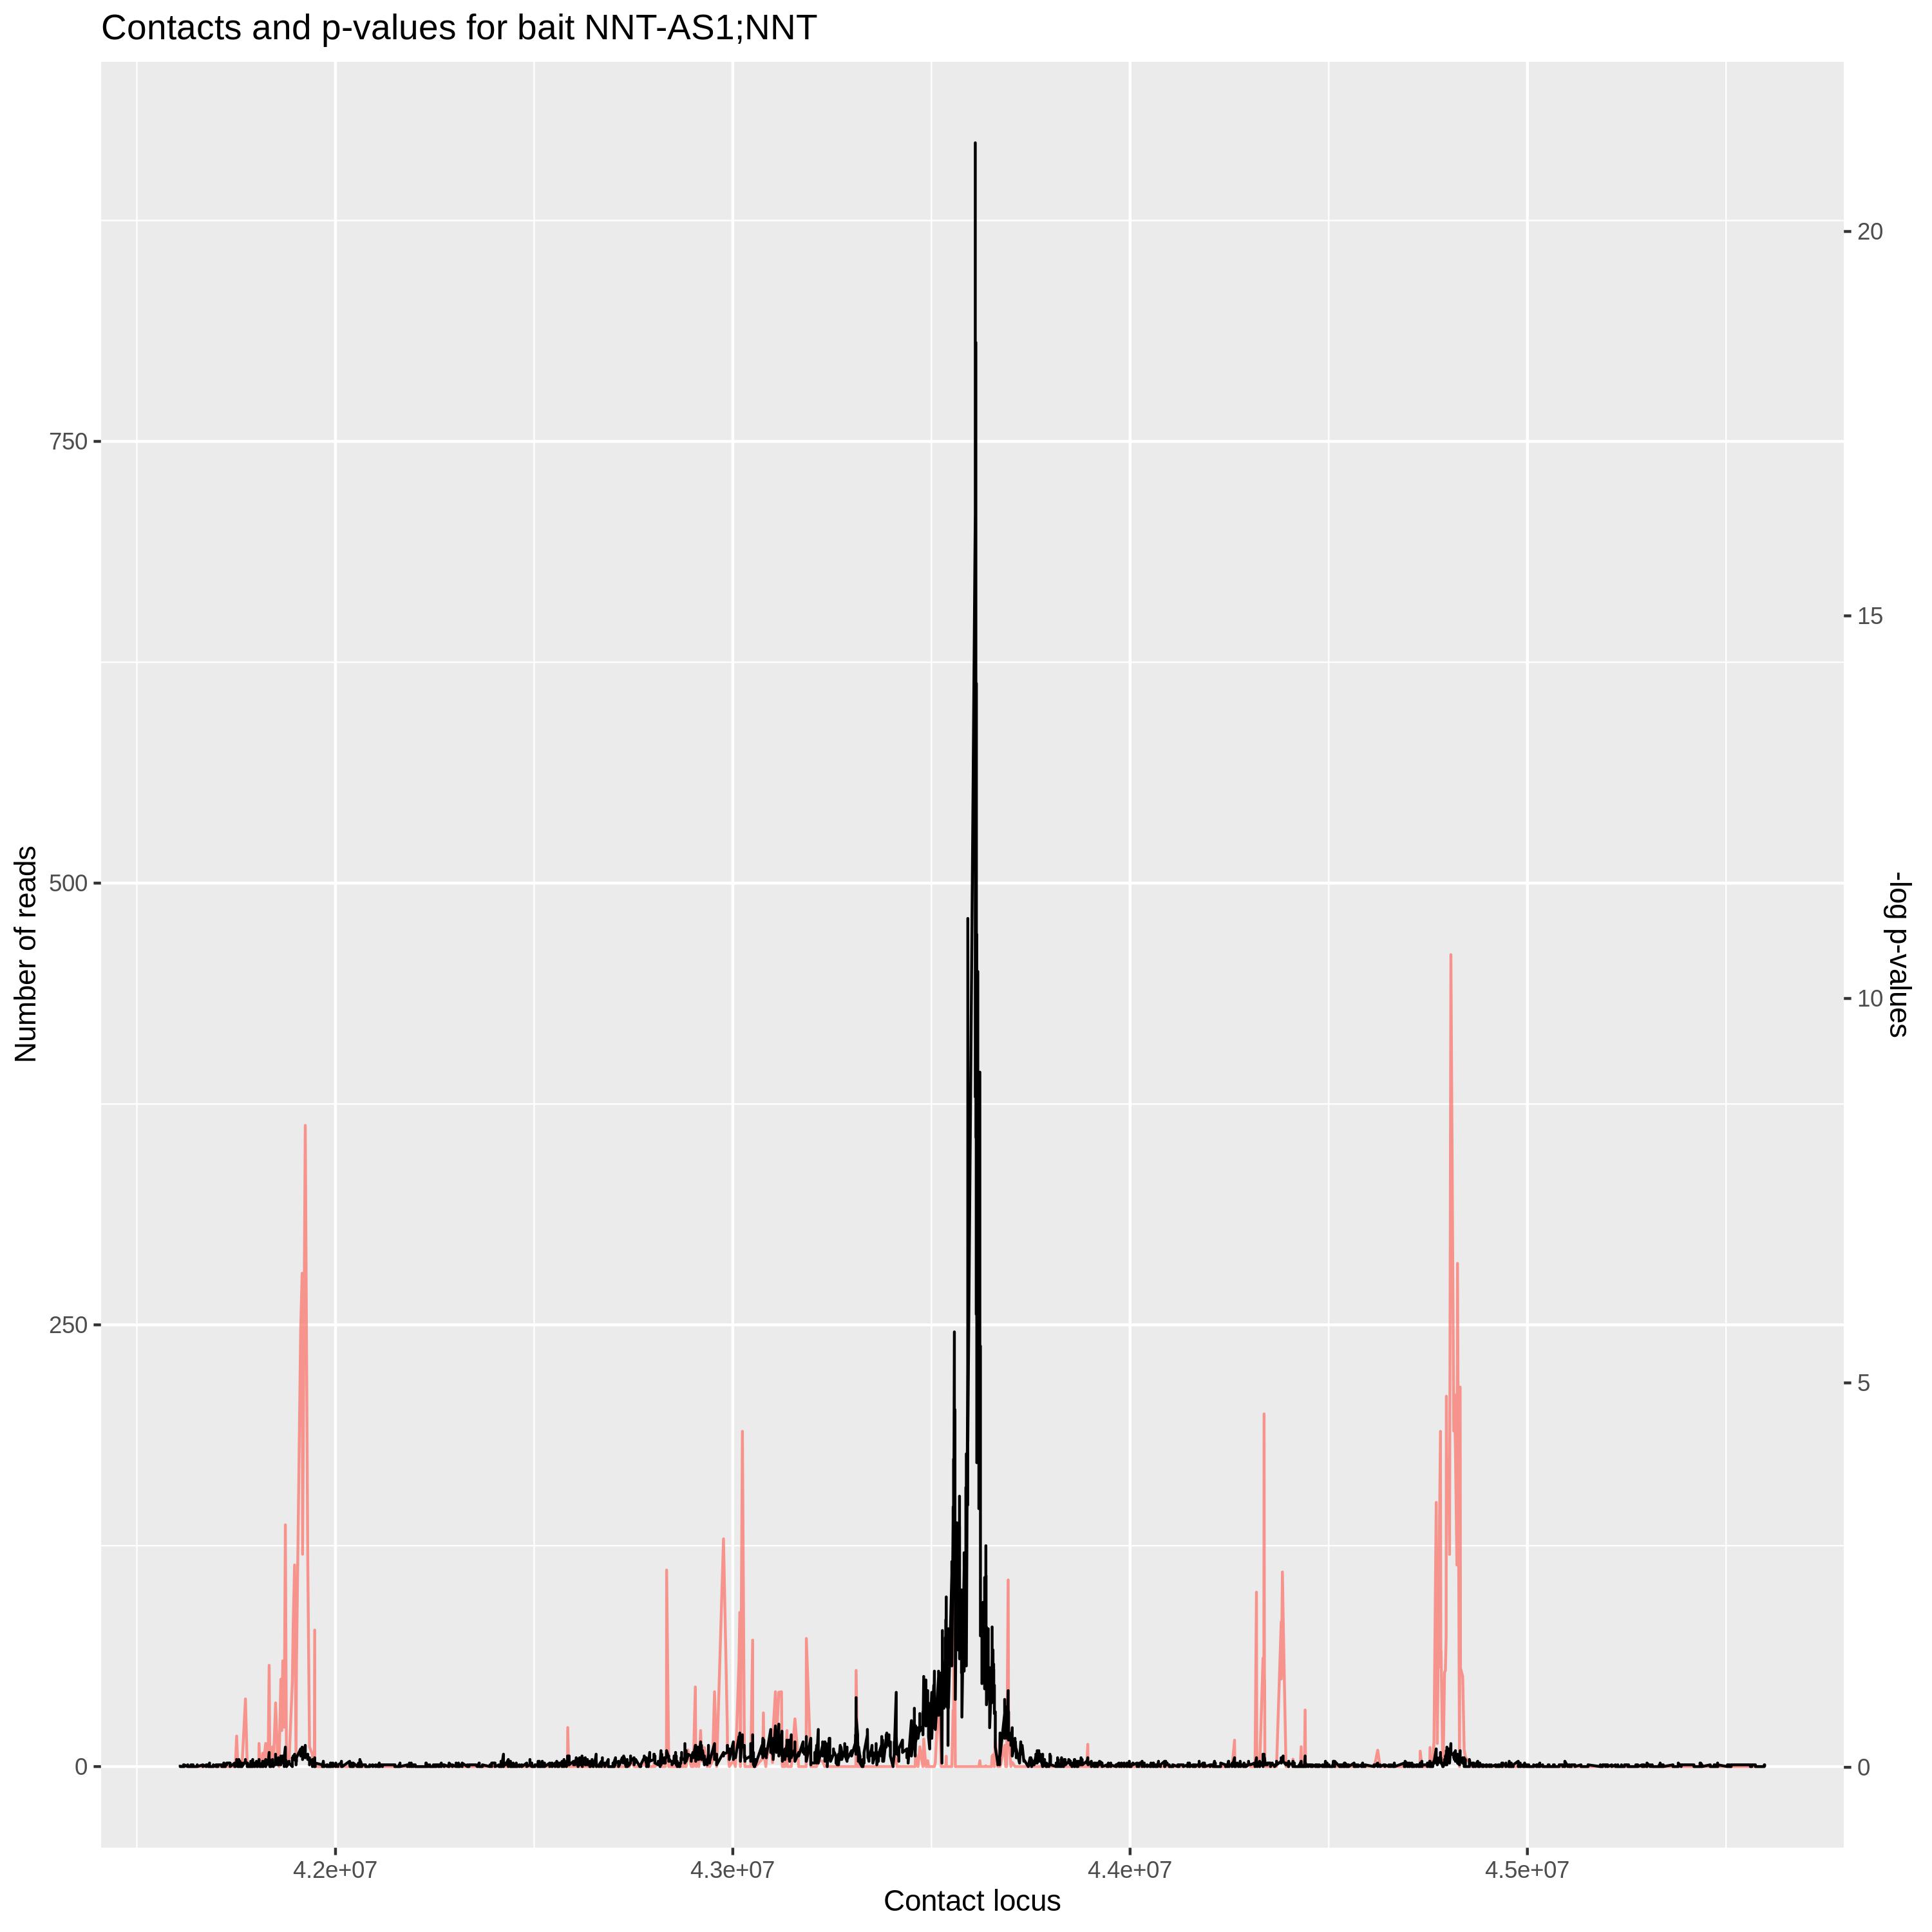 Contacts and p-values for bait NNT-AS1;NNT
Number of reads
750
500
250
0
20
15
10
5
0
-log p-values
4.2e+07
4.3e+07
4.4e+07
4.5e+07
Contact locus